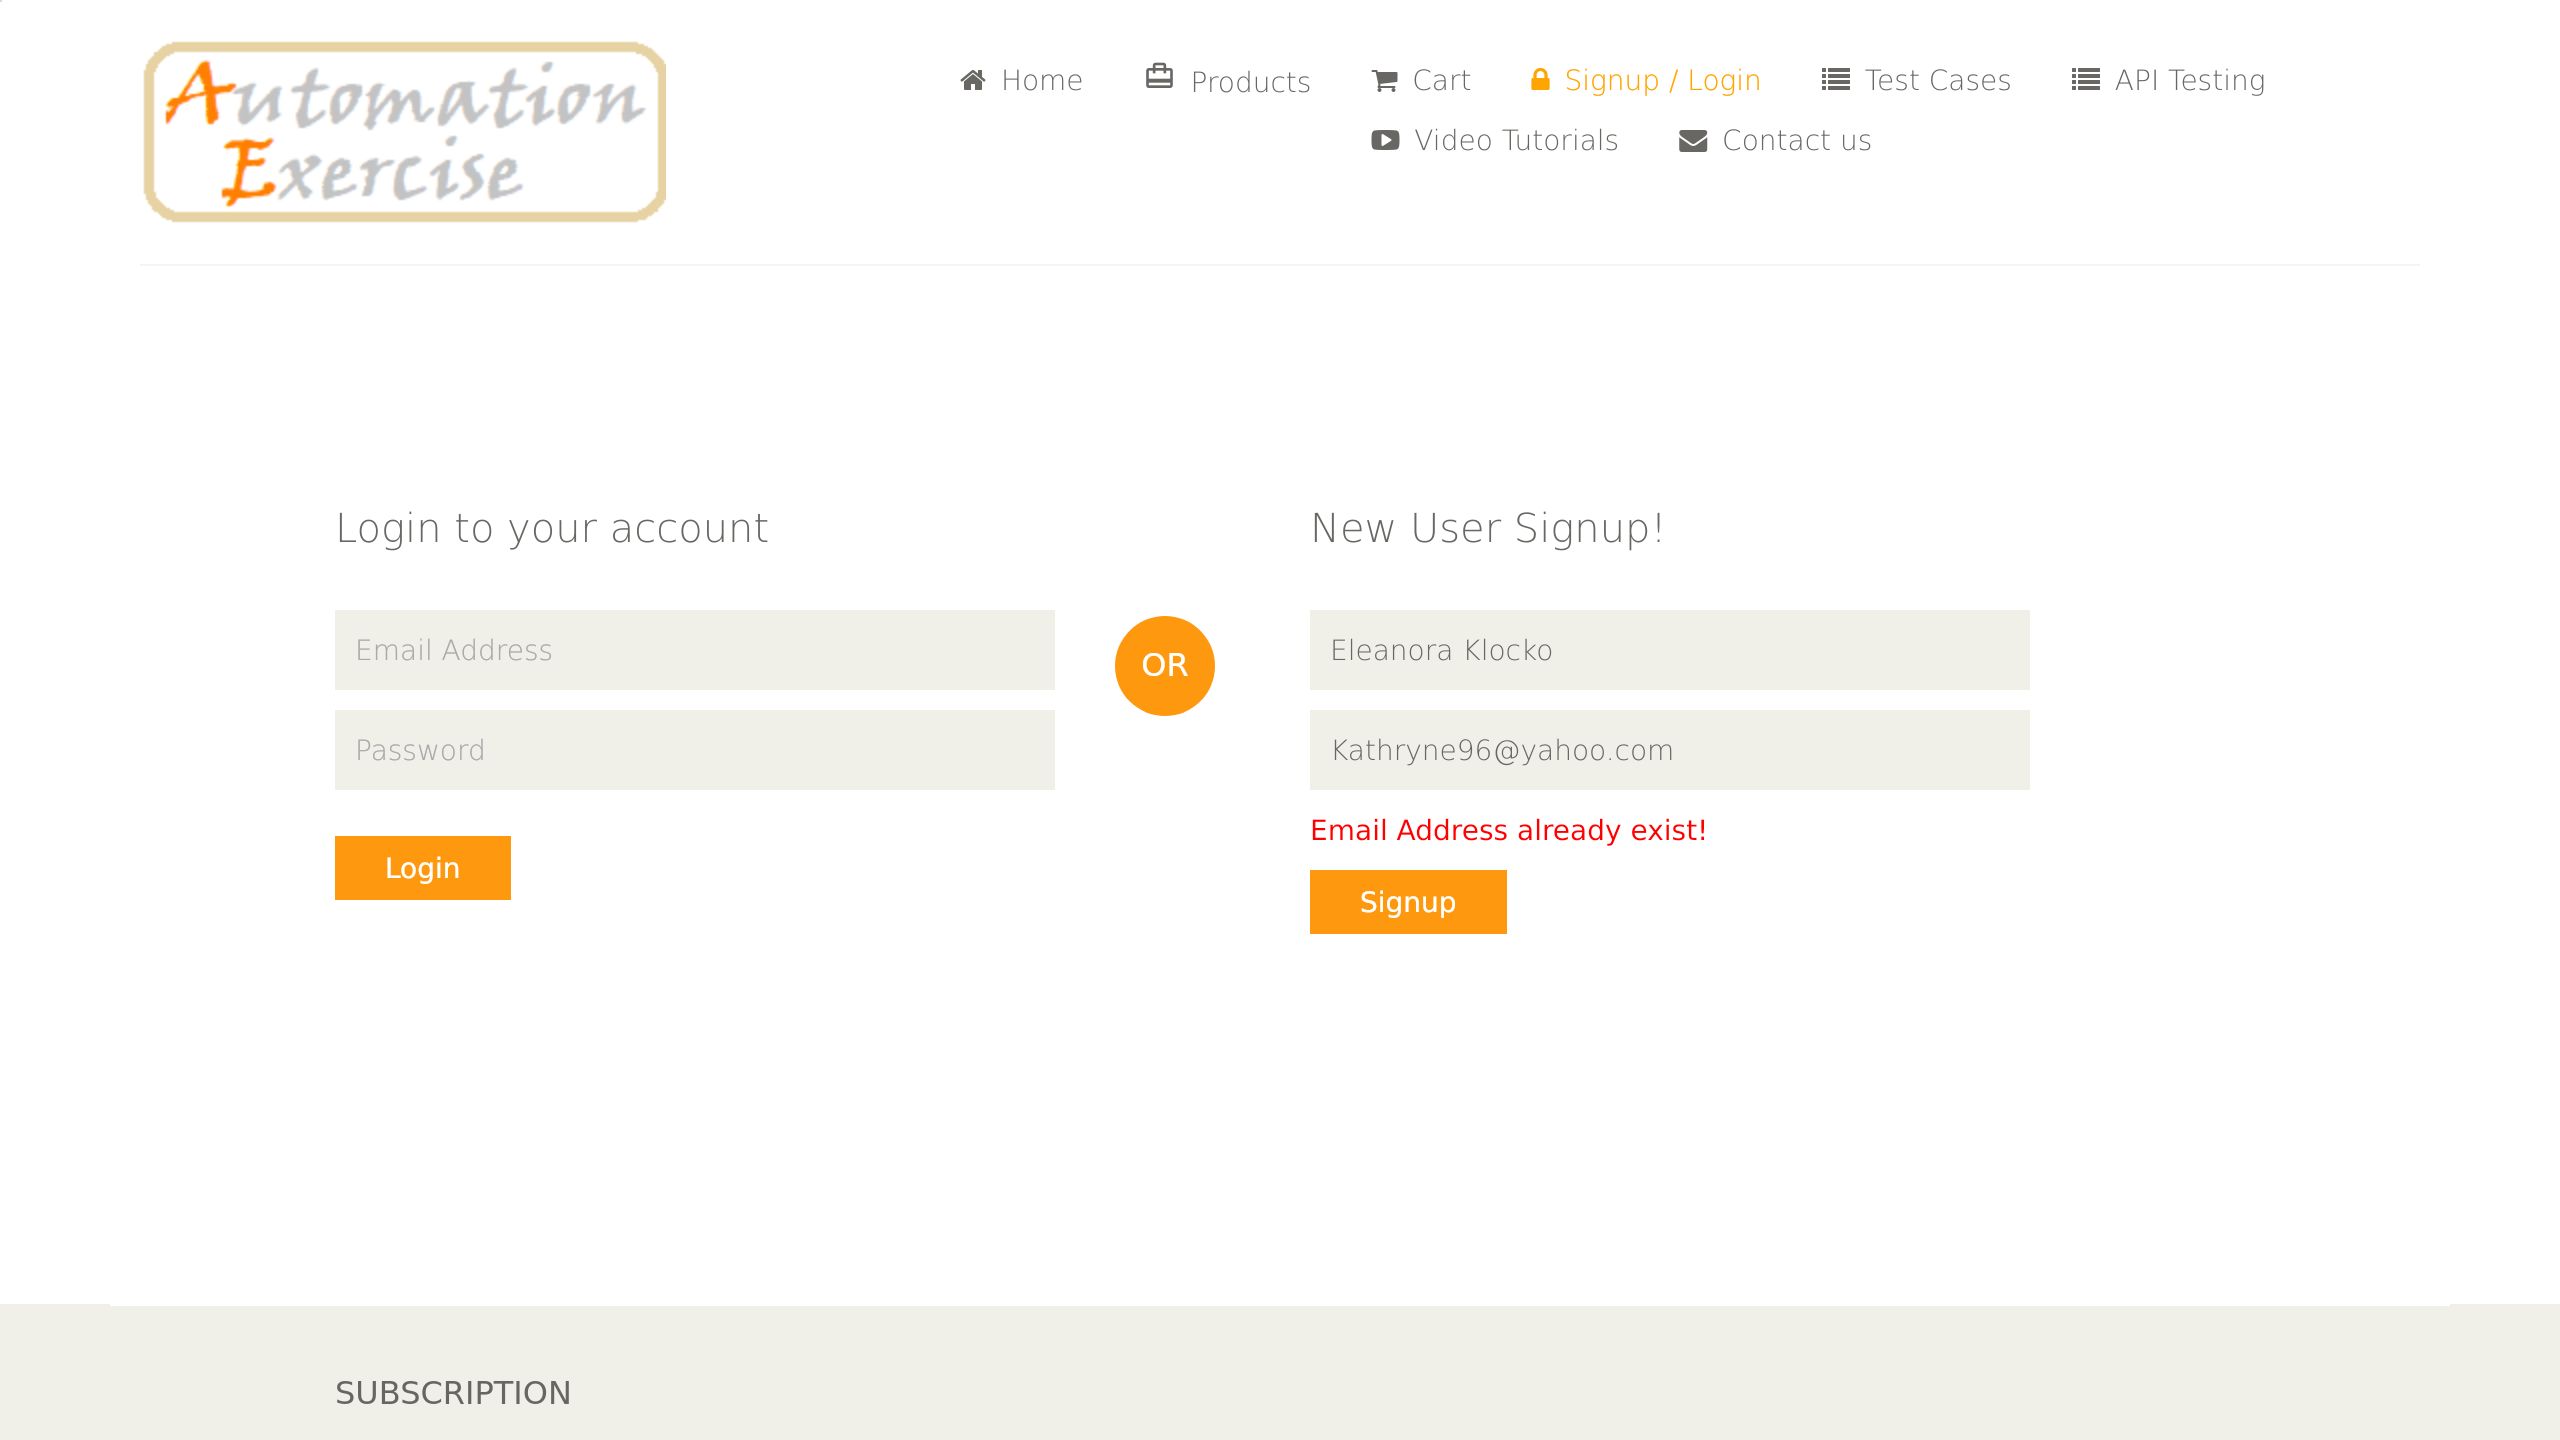 Automation
Exercise
Home Products Cart Signup / Login Test Cases API Testing
Video Tutorials Contact us
Login to your account
Email Address
Password
Login
OR
New User Signup!
Eleanora Klocko
Kathryne96@yahoo.com
Email Address already exist!
Signup
SUBSCRIPTION